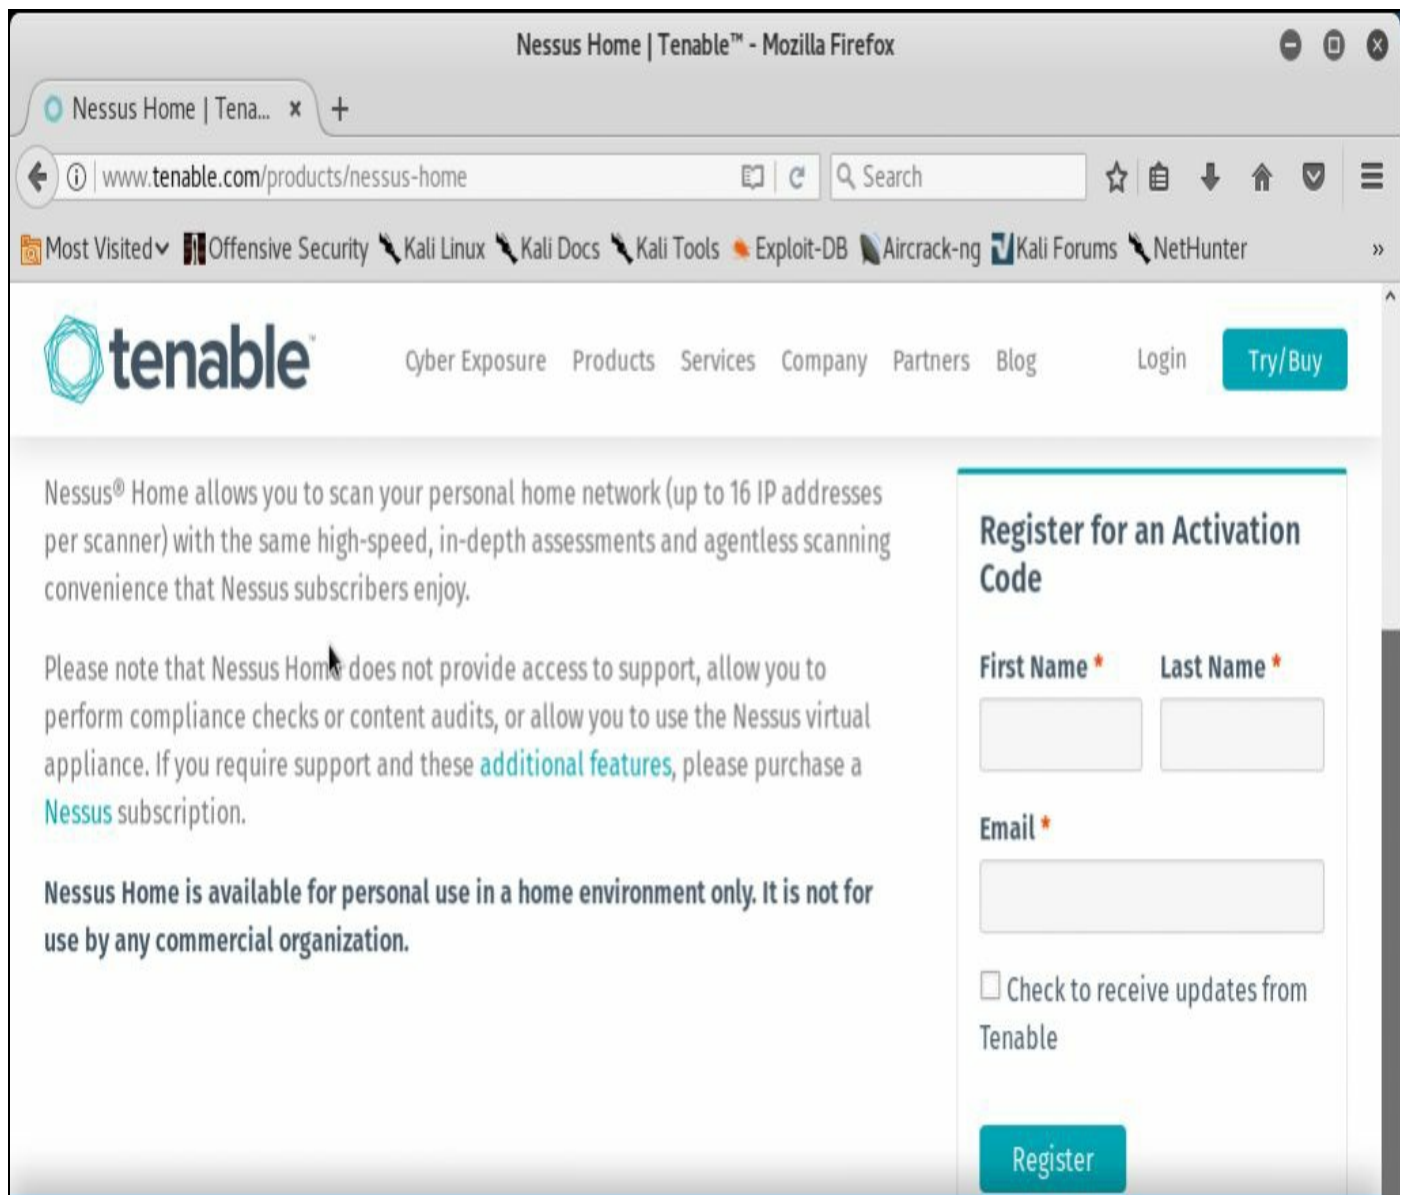 Nessus Home | Tenable™ - Mozilla Firefox
Nessus Home | Tena...
www.tenable.com/products/nessus-home
Search
Most Visited Offensive Security Kali Linux Kali Docs Kali Tools Exploit-DB Aircrack-ng Kali Forums NetHunter »
tenable™ Cyber Exposure Products Services Company Partners Blog Login Try/Buy
Nessus® Home allows you to scan your personal home network (up to 16 IP addresses
per scanner) with the same high-speed, in-depth assessments and agentless scanning
convenience that Nessus subscribers enjoy.
Please note that Nessus Home does not provide access to support, allow you to
perform compliance checks or content audits, or allow you to use the Nessus virtual
appliance. If you require support and these additional features, please purchase a
Nessus subscription.
Nessus Home is available for personal use in a home environment only. It is not for
use by any commercial organization.
Register for an Activation
Code
First Name * Last Name *
Email *
Check to receive updates from
Tenable
Register